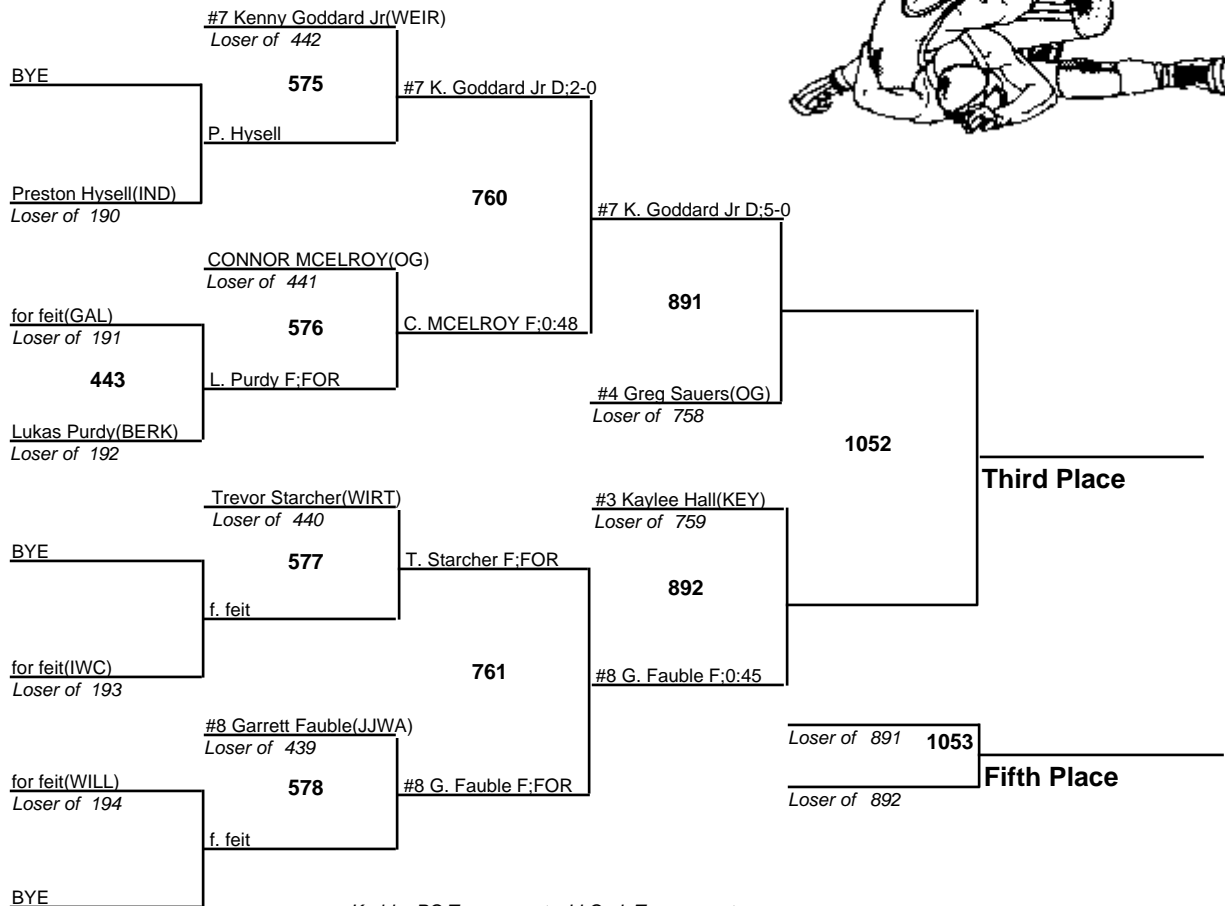 #7 Kenny Goddard Jr(WEIR)
Loser of 442
BYE
575
#7 K. Goddard Jr D;2-0
P. Hysell
Preston Hysell(IND)
Loser of 190
760
#7 K. Goddard Jr D;5-0
CONNOR MCELROY(OG)
Loser of 441
for feit(GAL)
Loser of 191
576
C. MCELROY F;0:48
891
443
L. Purdy F;FOR
#4 Greg Sauers(OG)
Loser of 758
Lukas Purdy(BERK)
Loser of 192
1052
Third Place
Trevor Starcher(WIRT)
Loser of 440
#3 Kaylee Hall(KEY)
Loser of 759
BYE
577
T. Starcher F;FOR
892
f. feit
for feit(IWC)
Loser of 193
761
#8 G. Fauble F;0:45
#8 Garrett Fauble(JJWA)
Loser of 439
Loser of 891
1053
for feit(WILL)
Loser of 194
578
#8 G. Fauble F;FOR
Fifth Place
Loser of 892
f. feit
BYE